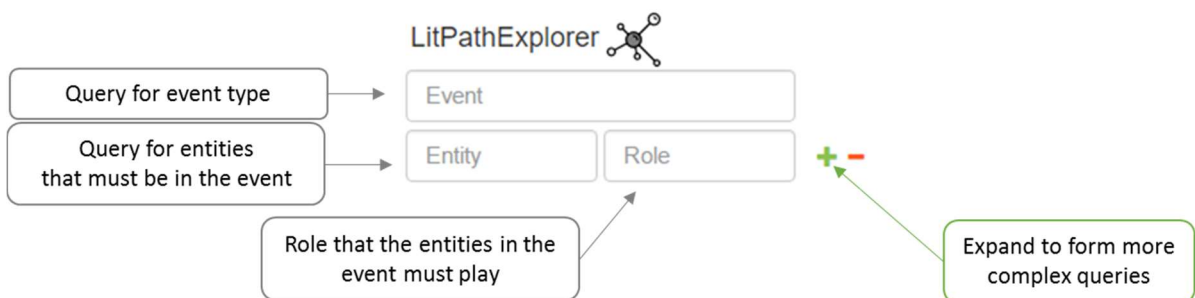 LitPathExplorer
Query for event type
Event
Query for entities
that must be in the event
Entity
Role
+ -
Role that the entities in the
event must play
Expand to form more
complex queries